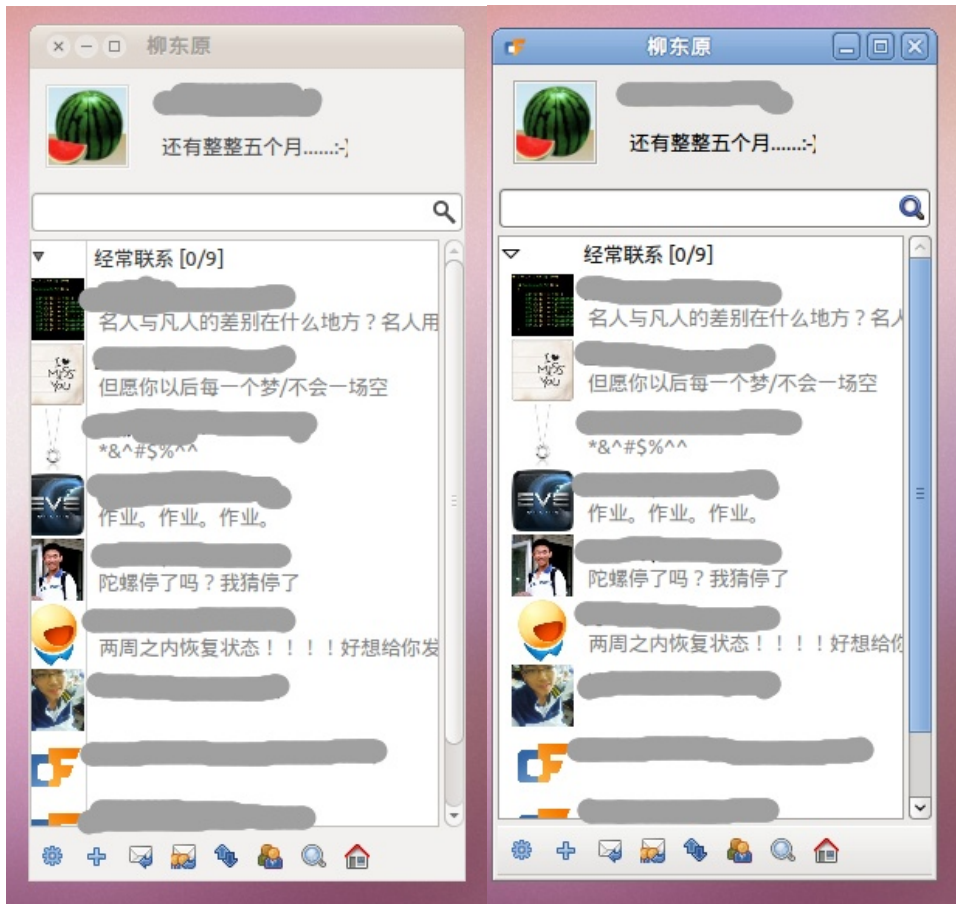 柳东原
还有整整五个月......:-)
经常联系 [0/9]
名人与凡人的差别在什么地方？名人用
I
MISS
YOU
但愿你以后每一个梦/不会一场空
*&^#$%^^
EVE
作业。作业。作业。
陀螺停了吗？我猜停了
两周之内恢复状态！！！！好想给你发
柳东原
还有整整五个月......:-)
经常联系 [0/9]
名人与凡人的差别在什么地方？名人
I
MISS
YOU
但愿你以后每一个梦/不会一场空
*&^#$%^^
EVE
作业。作业。作业。
陀螺停了吗？我猜停了
两周之内恢复状态！！！！好想给你